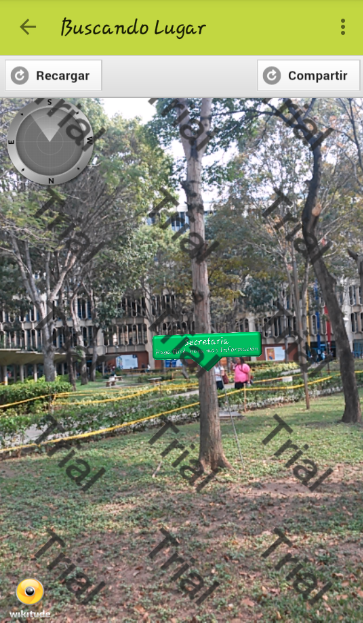 Buscando Lugar
Recargar
Compartir
S
E
W
N
Trial
Trial
Trial
Trial
Trial
Trial
Secretaria
Trial
Trial
Trial
Trial
Trial
Trial
wikitude